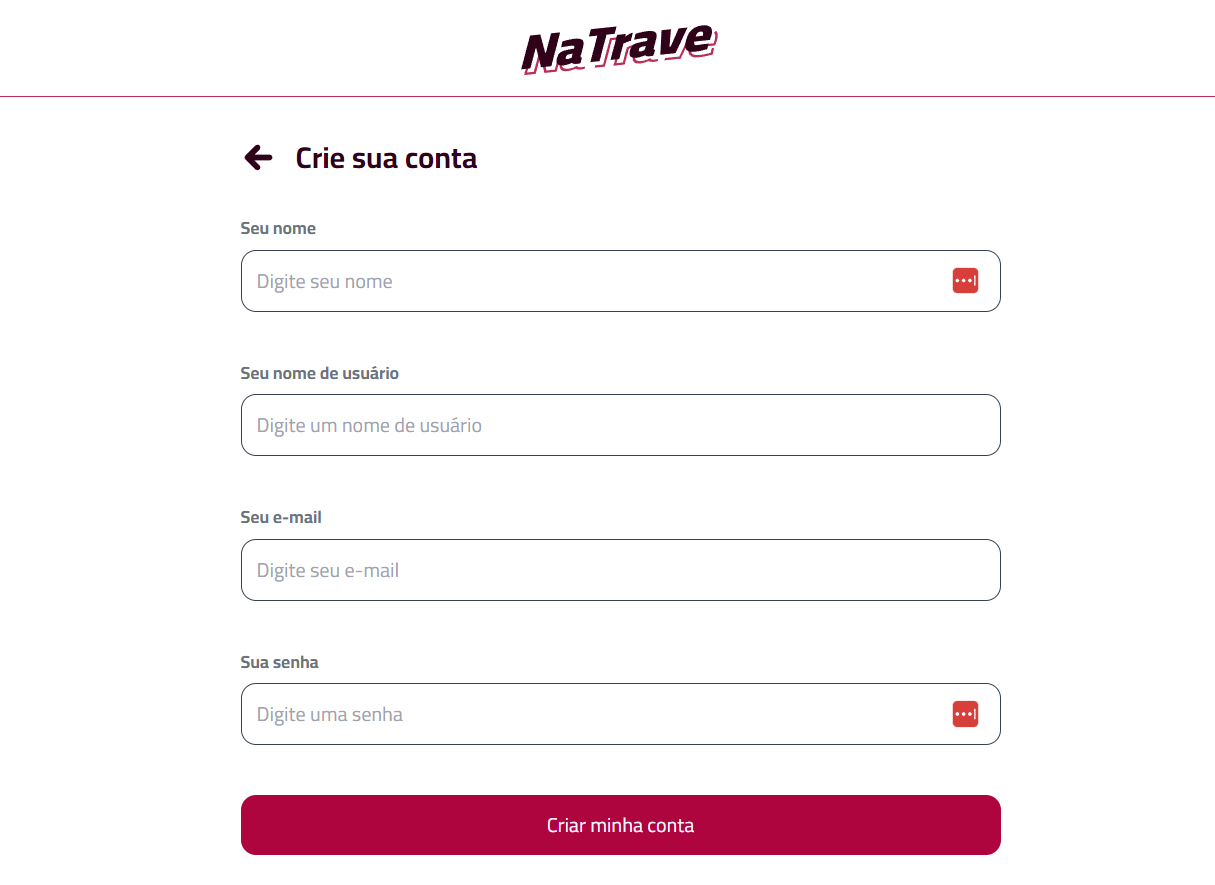 NaTrave
Crie sua conta
Seu nome
Digite seu nome
Seu nome de usuário
Digite um nome de usuário
Seu e-mail
Digite seu e-mail
Sua senha
Digite uma senha
Criar minha conta